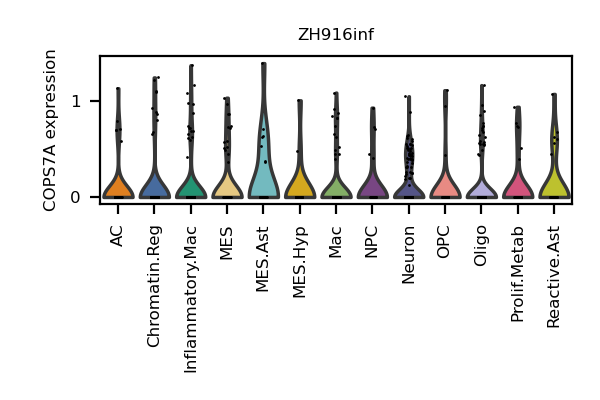 ZH916inf
COPS7A expression
1
0
AC
Chromatin.Reg
Inflammatory.Mac
MES
MES.Ast
MES.Hyp
Mac
NPC
Neuron
OPC
Oligo
Prolif.Metab
Reactive.Ast